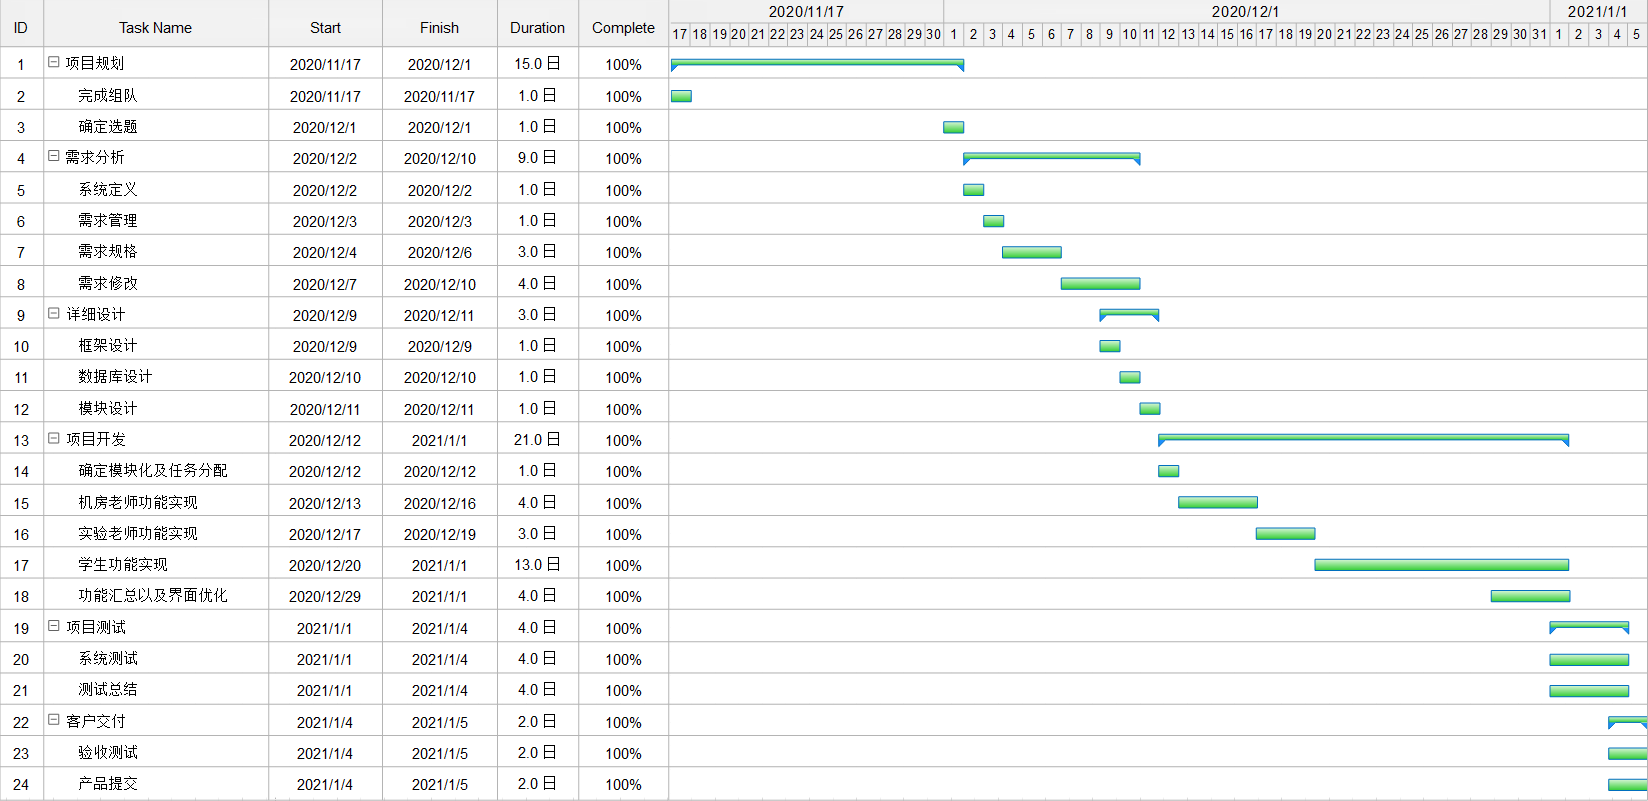 ID Task Name Start Finish Duration Complete 2020/11/17 2020/12/1 2021/1/1
17 18 19 20 21 22 23 24 25 26 27 28 29 30 1 2 3 4 5 6 7 8 9 10 11 12 13 14 15 16 17 18 19 20 21 22 23 24 25 26 27 28 29 30 31 1 2 3 4 5
1 项目规划 2020/11/17 2020/12/1 15.0 日 100%
2 完成组队 2020/11/17 2020/11/17 1.0 日 100%
3 确定选题 2020/12/1 2020/12/1 1.0 日 100%
4 需求分析 2020/12/2 2020/12/10 9.0 日 100%
5 系统定义 2020/12/2 2020/12/2 1.0 日 100%
6 需求管理 2020/12/3 2020/12/3 1.0 日 100%
7 需求规格 2020/12/4 2020/12/6 3.0 日 100%
8 需求修改 2020/12/7 2020/12/10 4.0 日 100%
9 详细设计 2020/12/9 2020/12/11 3.0 日 100%
10 框架设计 2020/12/9 2020/12/9 1.0 日 100%
11 数据库设计 2020/12/10 2020/12/10 1.0 日 100%
12 模块设计 2020/12/11 2020/12/11 1.0 日 100%
13 项目开发 2020/12/12 2021/1/1 21.0 日 100%
14 确定模块化及任务分配 2020/12/12 2020/12/12 1.0 日 100%
15 机房老师功能实现 2020/12/13 2020/12/16 4.0 日 100%
16 实验老师功能实现 2020/12/17 2020/12/19 3.0 日 100%
17 学生功能实现 2020/12/20 2021/1/1 13.0 日 100%
18 功能汇总以及界面优化 2020/12/29 2021/1/1 4.0 日 100%
19 项目测试 2021/1/1 2021/1/4 4.0 日 100%
20 系统测试 2021/1/1 2021/1/4 4.0 日 100%
21 测试总结 2021/1/1 2021/1/4 4.0 日 100%
22 客户交付 2021/1/4 2021/1/5 2.0 日 100%
23 验收测试 2021/1/4 2021/1/5 2.0 日 100%
24 产品提交 2021/1/4 2021/1/5 2.0 日 100%